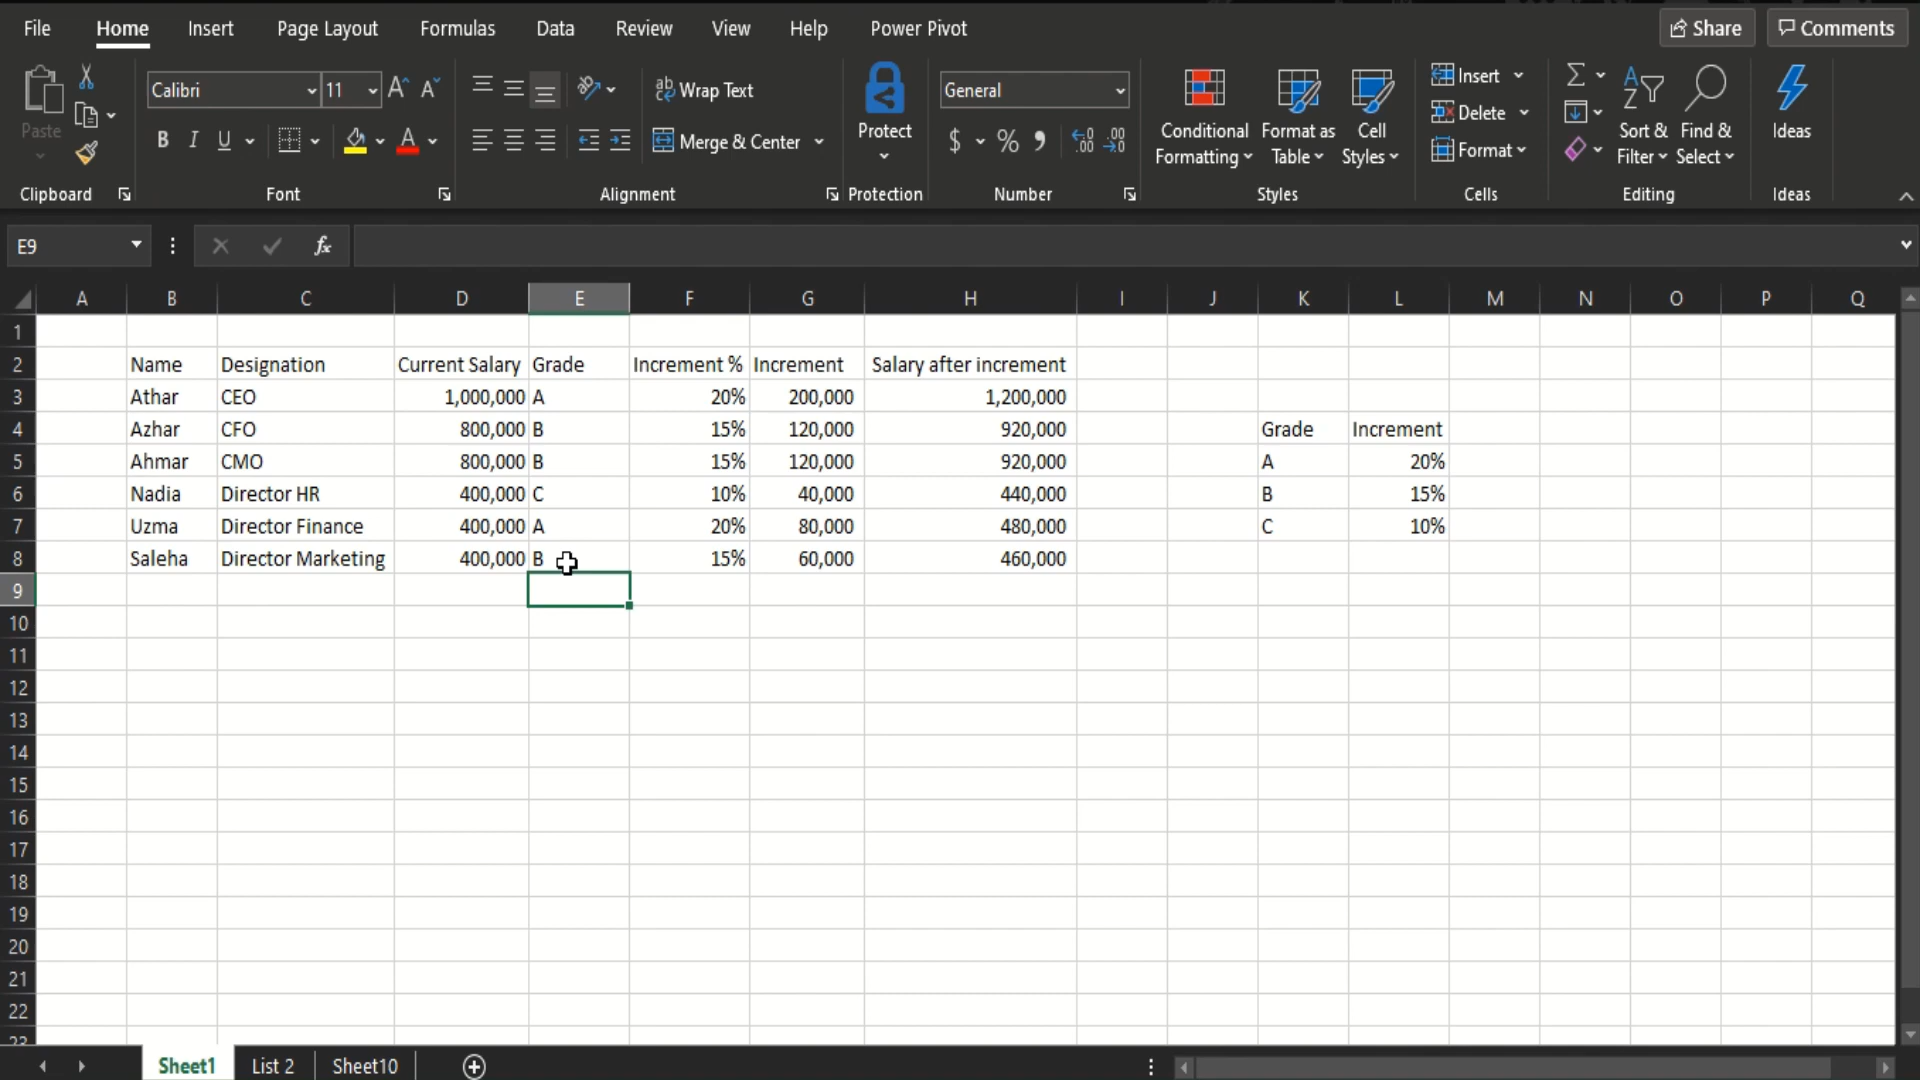 File Home Insert Page Layout Formulas Data Review View Help Power Pivot Share Comments
Paste Calibri 11 Wrap Text Protect General Conditional Formatting Format as Table Cell Styles Insert Sort & Filter Find & Select Ideas
B I U A Merge & Center $ % Delete
Format
Clipboard Font Alignment Protection Number Styles Cells Editing Ideas
E9 fx
A B C D E F G H I J K L M N O P Q
1
2 Name Designation Current Salary Grade Increment % Increment Salary after increment
3 Athar CEO 1,000,000 A 20% 200,000 1,200,000
4 Azhar CFO 800,000 B 15% 120,000 920,000 Grade Increment
5 Ahmar CMO 800,000 B 15% 120,000 920,000 A 20%
6 Nadia Director HR 400,000 C 10% 40,000 440,000 B 15%
7 Uzma Director Finance 400,000 A 20% 80,000 480,000 C 10%
8 Saleha Director Marketing 400,000 B 15% 60,000 460,000
9
10
11
12
13
14
15
16
17
18
19
20
21
22
23
Sheet1 List 2 Sheet10